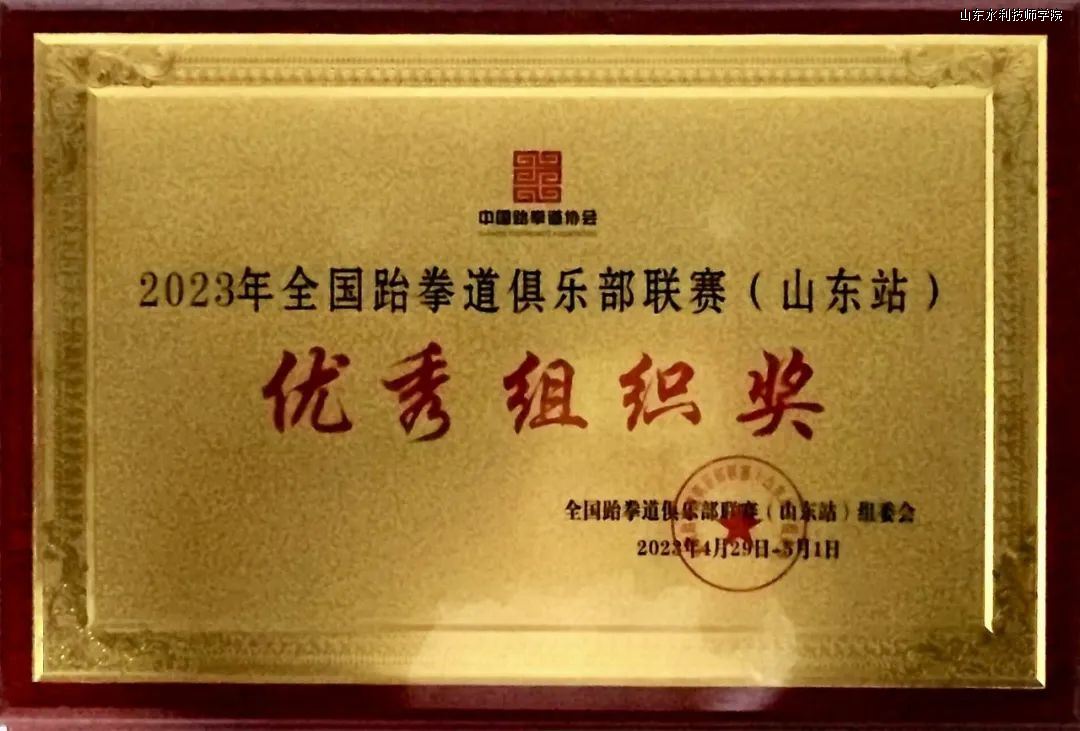 山东水利技师学院
中国跆拳道协会
2023年全国跆拳道俱乐部联赛（山东站）
优秀组织奖
全国跆拳道俱乐部联赛（山东站）组委会
2023年4月29日-5月1日